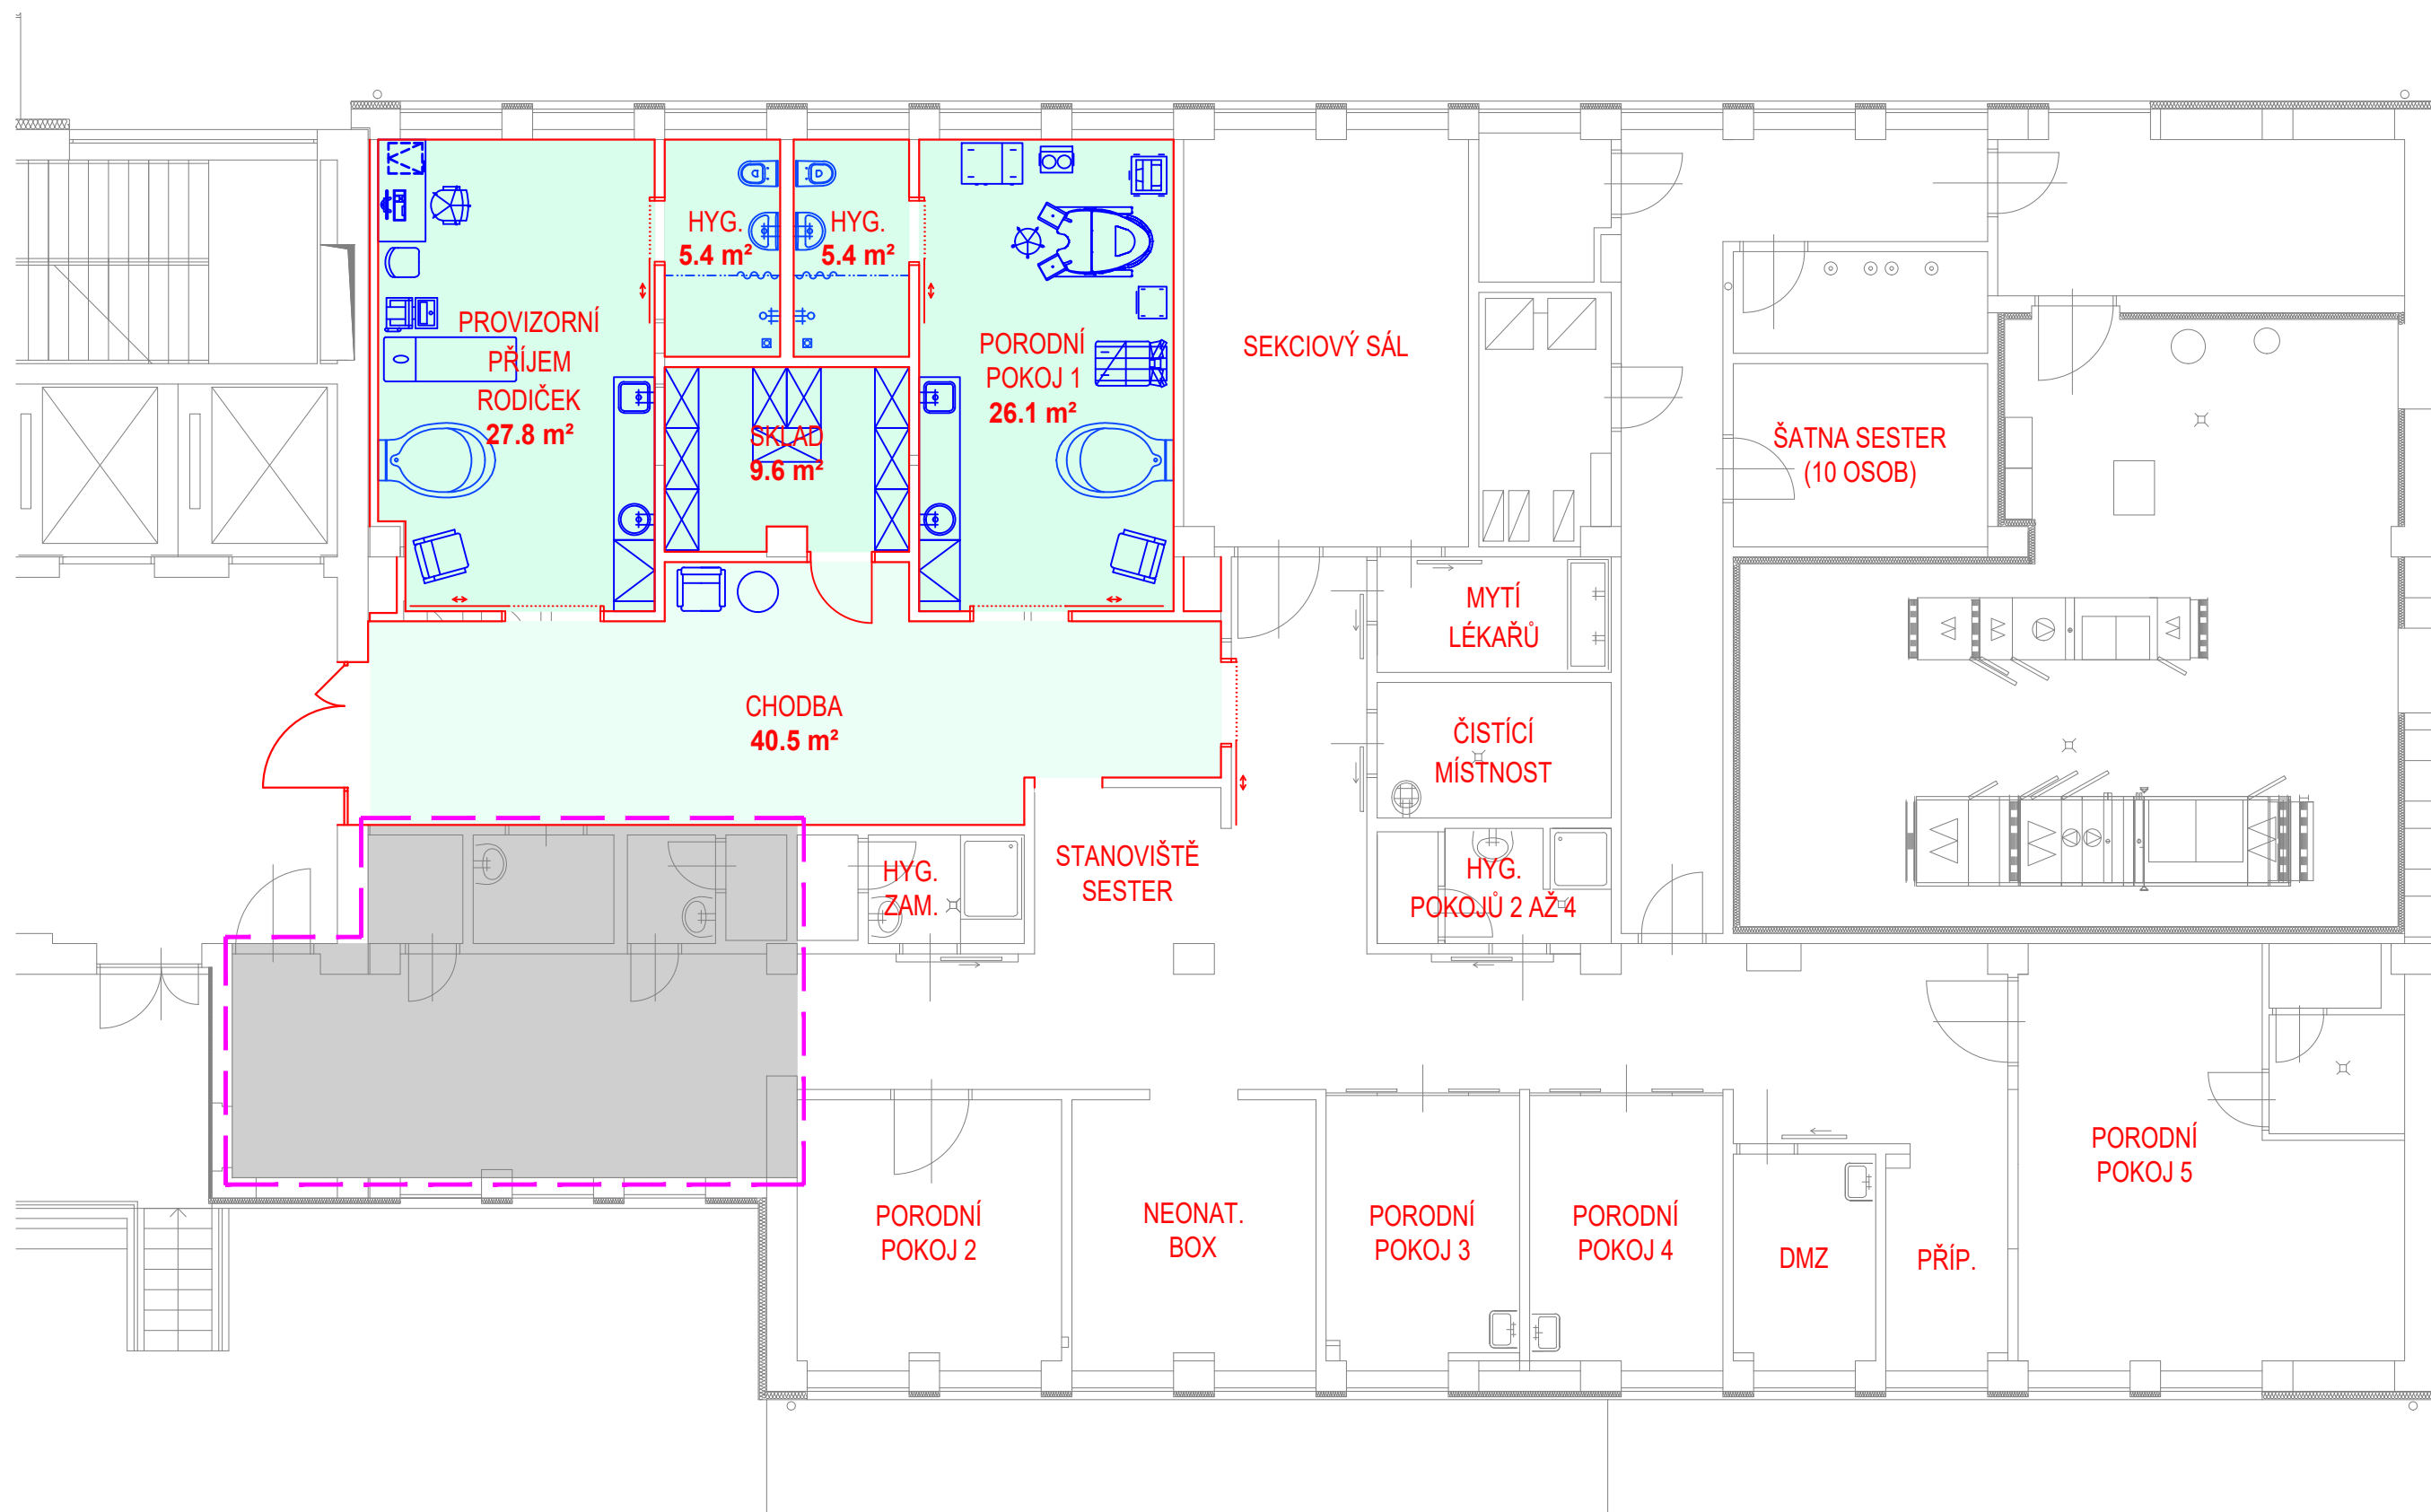 HYG.
5.4 m²
HYG.
5.4 m²
PROVIZORNÍ
PŘÍJEM
RODIČEK
27.8 m²
PORODNÍ
POKOJ 1
26.1 m²
SEKCIOVÝ SÁL
SKLAD
9.6 m²
ŠATNA SESTER
(10 OSOB)
MYTÍ
LÉKAŘŮ
CHODBA
40.5 m²
ČISTÍCÍ
MÍSTNOST
HYG.
ZAM.
STANOVIŠTĚ
SESTER
HYG.
POKOJŮ 2 AŽ 4
PORODNÍ
POKOJ 2
NEONAT.
BOX
PORODNÍ
POKOJ 3
PORODNÍ
POKOJ 4
DMZ
PŘÍP.
PORODNÍ
POKOJ 5